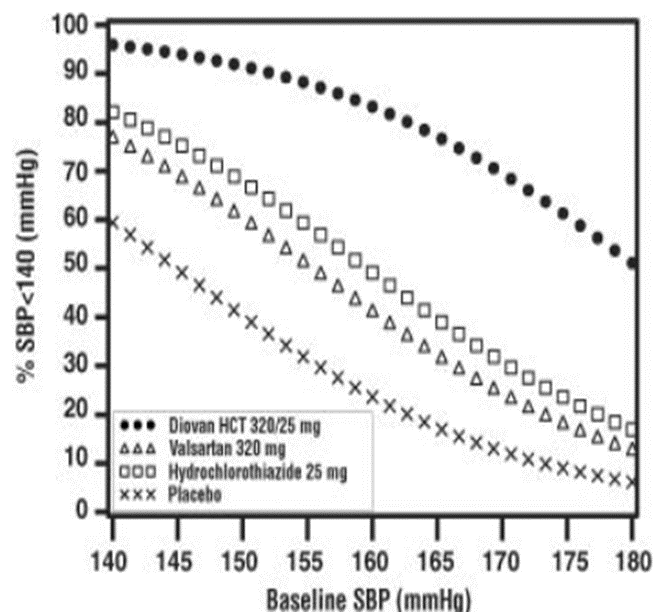 100
90
80
70
60
50
40
30
20
10
0
% SBP<140 (mmHg)
Diovan HCT 320/25 mg
Valsartan 320 mg
Hydrochlorothiazide 25 mg
Placebo
140 145 150 155 160 165 170 175 180
Baseline SBP (mmHg)